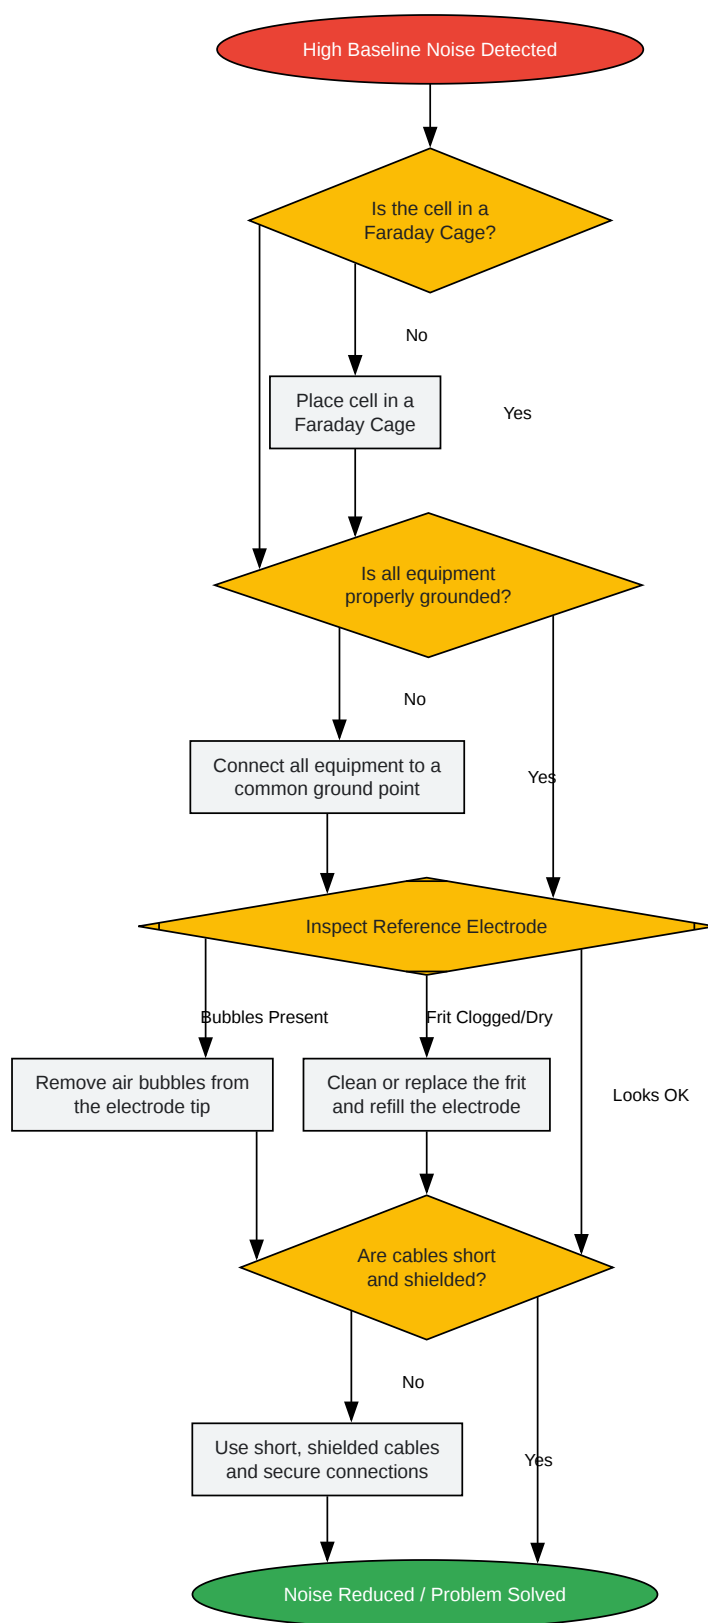 High Baseline Noise Detected
Is the cell in a
Faraday Cage?
No
Place cell in a
Faraday Cage
Yes
Is all equipment
properly grounded?
No
Connect all equipment to a
common ground point
Yes
Inspect Reference Electrode
Bubbles Present
Frit Clogged/Dry
Remove air bubbles from
the electrode tip
Clean or replace the frit
and refill the electrode
Looks OK
Are cables short
and shielded?
No
Use short, shielded cables
and secure connections
Yes
Noise Reduced / Problem Solved